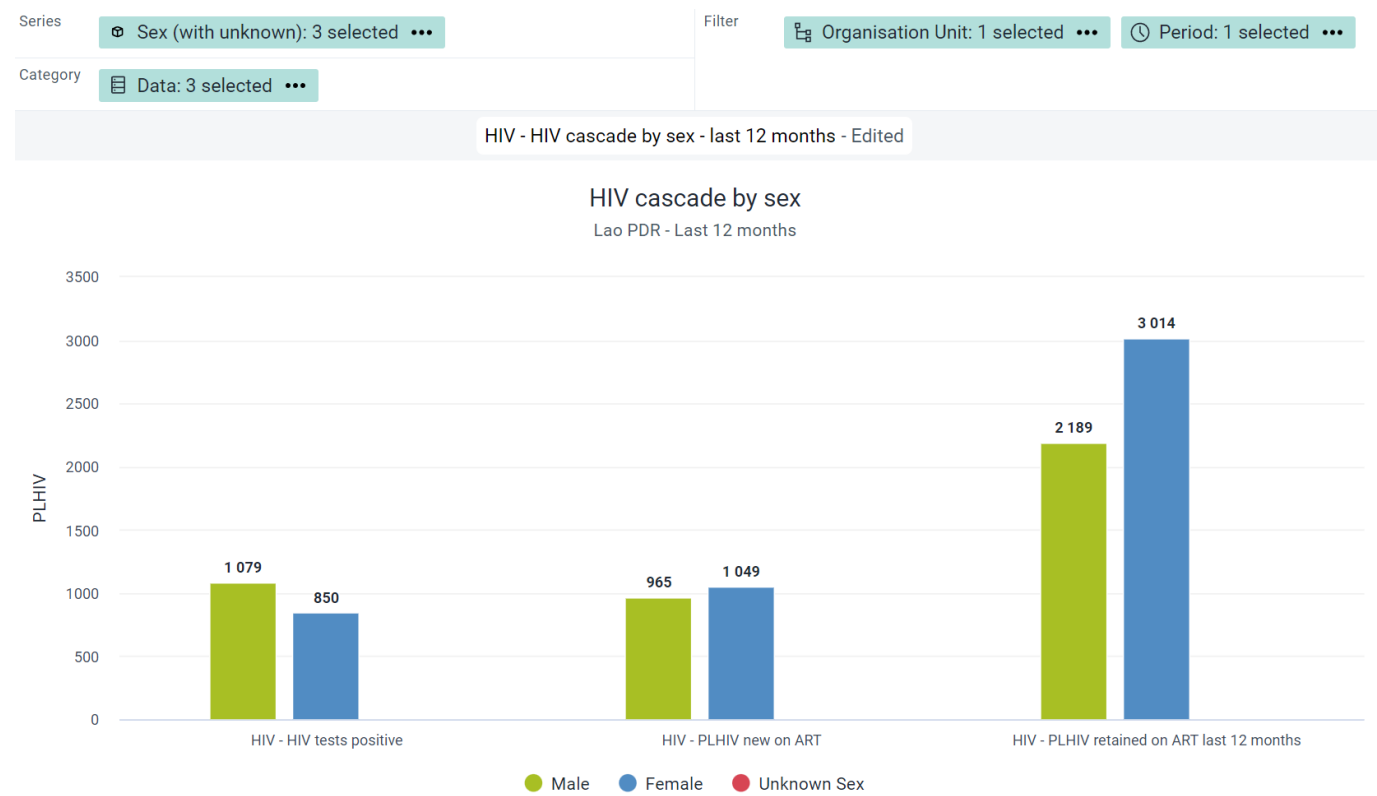 Series
Sex (with unknown): 3 selected •••
Filter
Organisation Unit: 1 selected •••
Period: 1 selected •••
Category
Data: 3 selected •••
HIV - HIV cascade by sex - last 12 months - Edited
HIV cascade by sex
Lao PDR - Last 12 months
PLHIV
3500
3000
2500
2000
1500
1000
500
0
1 079
850
965
1 049
2 189
3 014
HIV - HIV tests positive
HIV - PLHIV new on ART
HIV - PLHIV retained on ART last 12 months
Male
Female
Unknown Sex